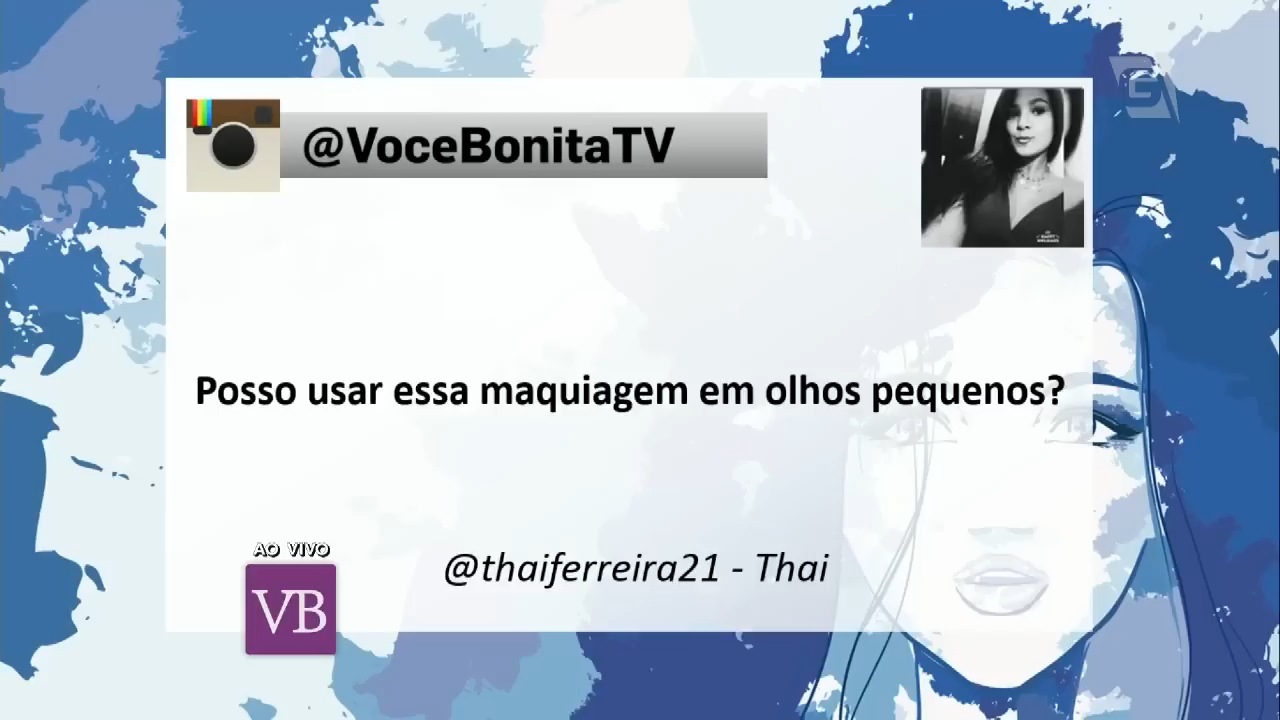 @VoceBonitaTV
Posso usar essa maquiagem em olhos pequenos?
@thaiferreira21 - Thai
AO VIVO
VB
G